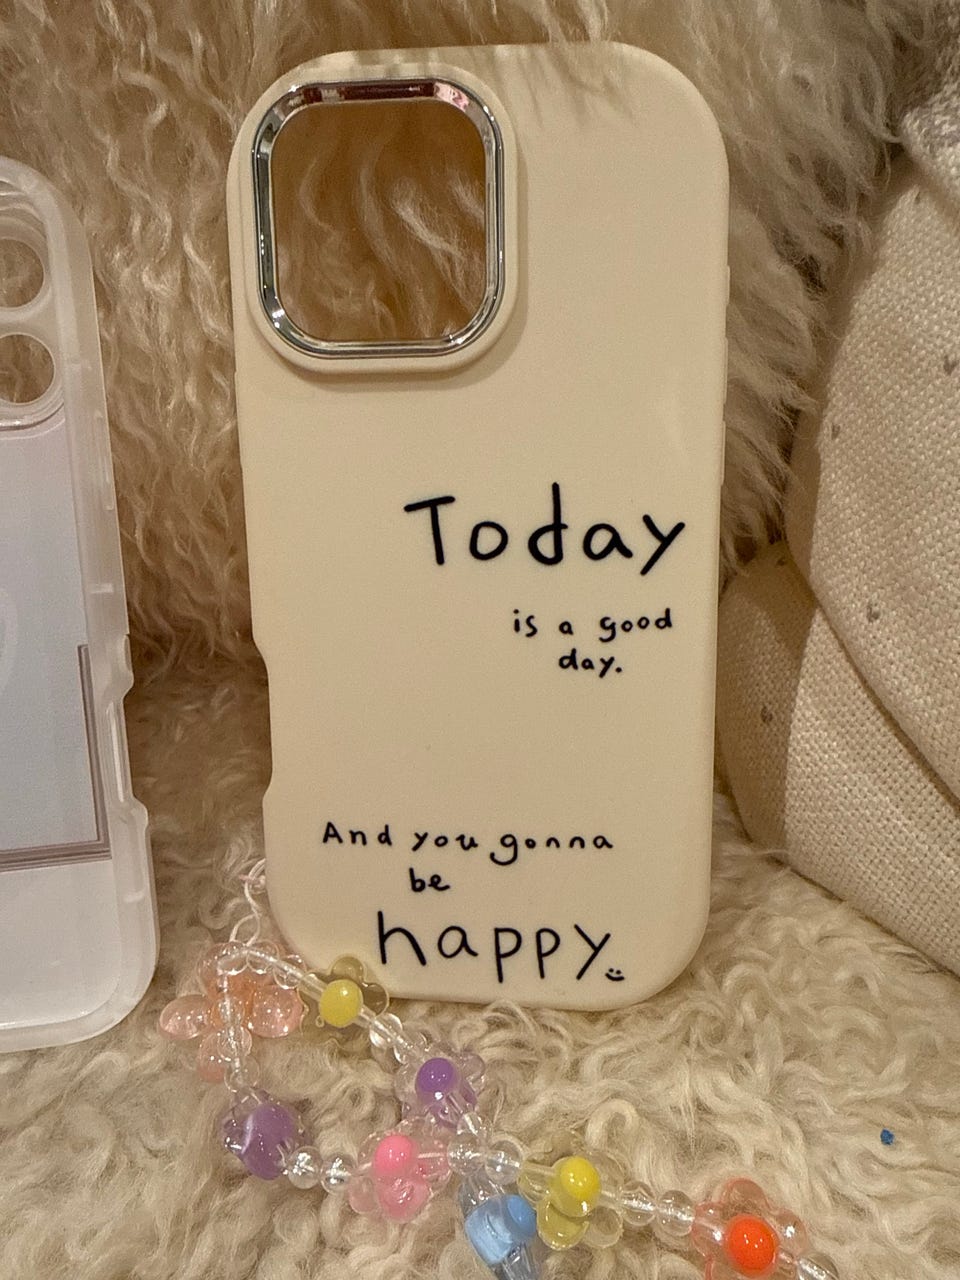 Today
is a good
day.
And you gonna
be
happy